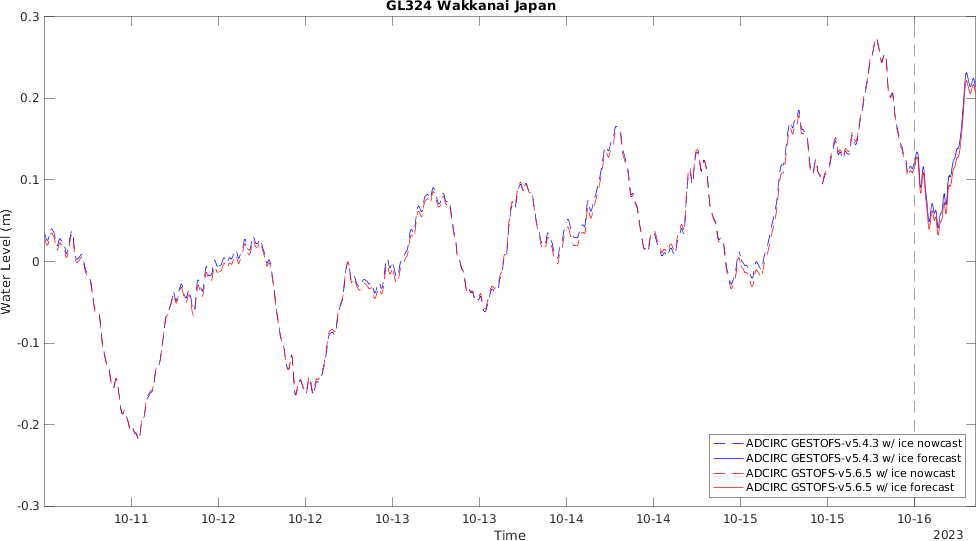 GL324 Wakkanai Japan
0.3
0.2
0.1
0
-0.1
-0.2
-0.3
Water Level (m)
10-11
10-12
10-12
10-13
10-13
10-14
10-14
10-15
10-15
10-16
Time
2023
ADCIRC GESTOFS-v5.4.3 w/ ice nowcast
ADCIRC GESTOFS-v5.4.3 w/ ice forecast
ADCIRC GSTOFS-v5.6.5 w/ ice nowcast
ADCIRC GSTOFS-v5.6.5 w/ ice forecast